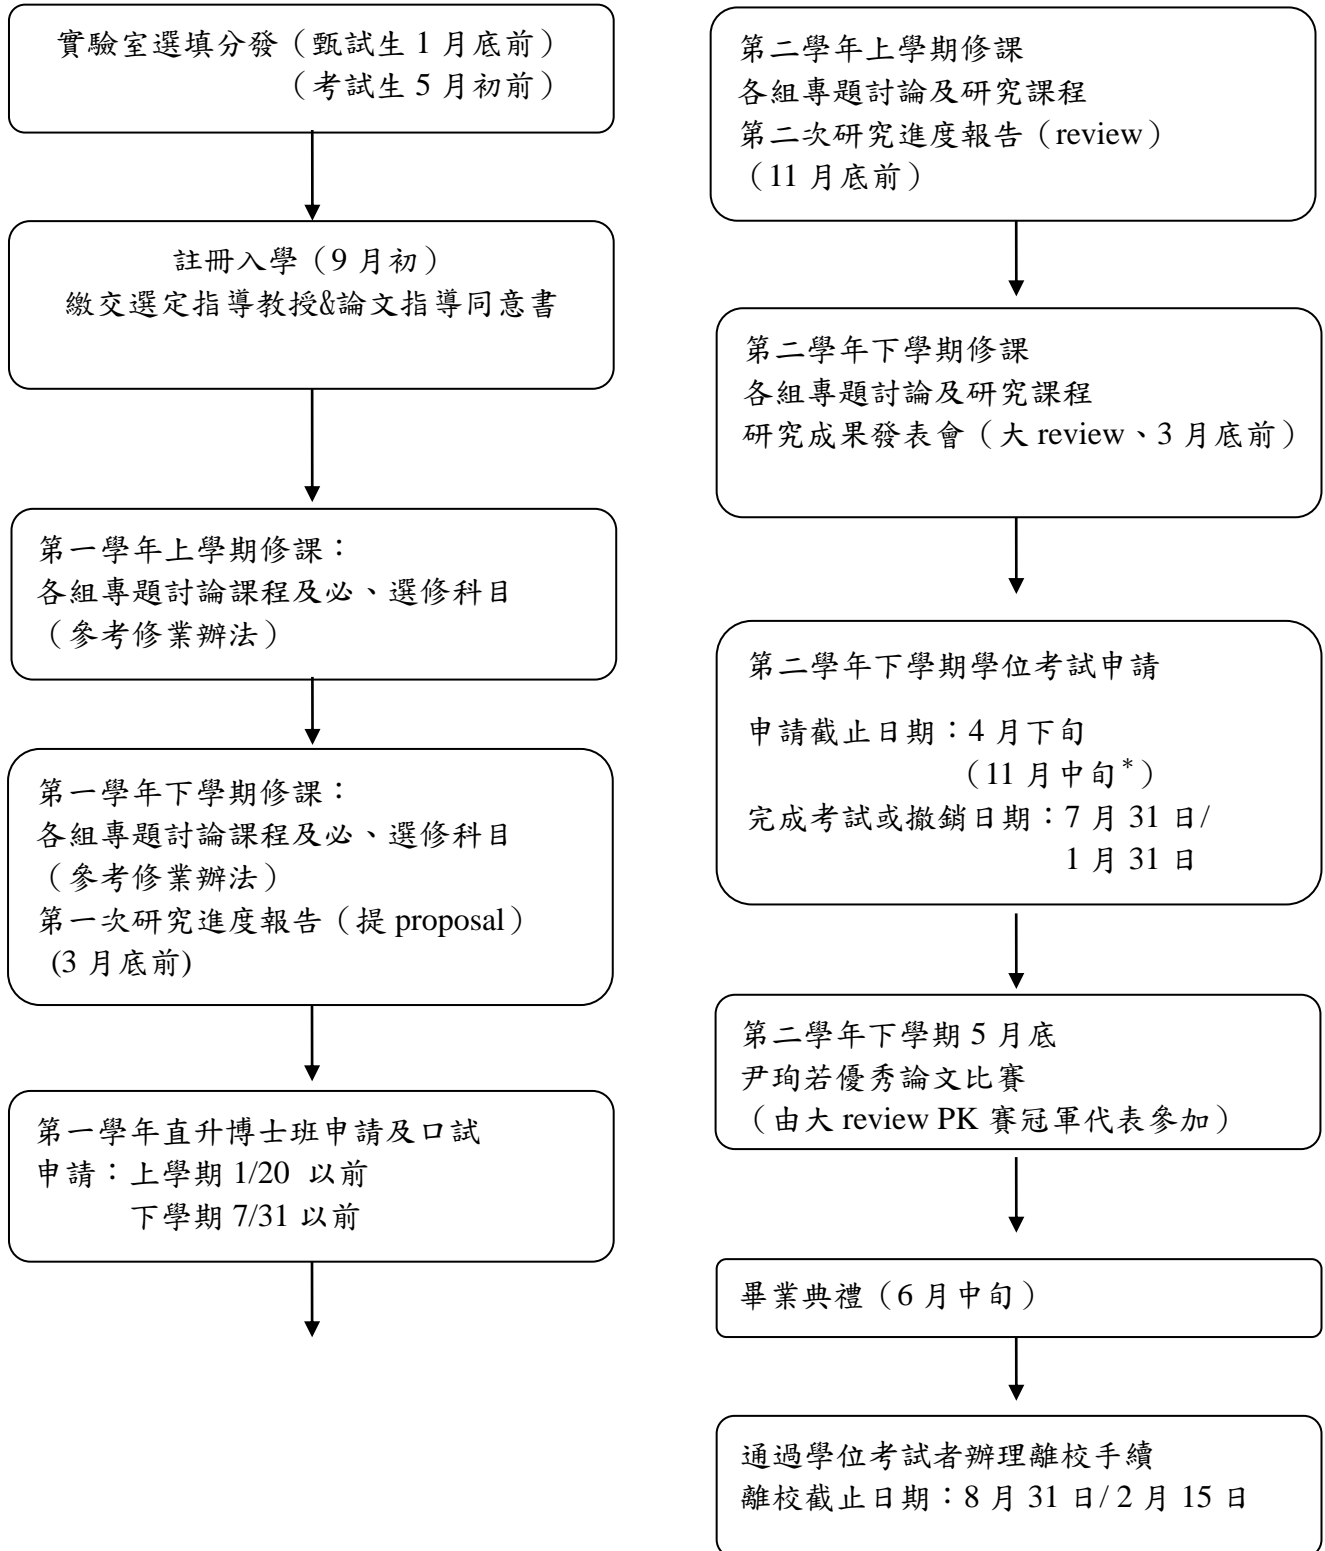 實驗室選填分發（甄試生 1 月底前）
（考試生 5 月初前）
註冊入學（9 月初）
繳交選定指導教授&論文指導同意書
第一學年上學期修課：
各組專題討論課程及必、選修科目
（參考修業辦法）
第一學年下學期修課：
各組專題討論課程及必、選修科目
（參考修業辦法）
第一次研究進度報告（提 proposal）
(3 月底前)
第一學年直升博士班申請及口試
申請：上學期 1/20 以前
下學期 7/31 以前
第二學年上學期修課
各組專題討論及研究課程
第二次研究進度報告（review）
（11 月底前）
第二學年下學期修課
各組專題討論及研究課程
研究成果發表會（大 review、3 月底前）
第二學年下學期學位考試申請
申請截止日期：4 月下旬
（11 月中旬*）
完成考試或撤銷日期：7 月 31 日/
1 月 31 日
第二學年下學期 5 月底
尹珣若優秀論文比賽
（由大 review PK 賽冠軍代表參加）
畢業典禮（6 月中旬）
通過學位考試者辦理離校手續
離校截止日期：8 月 31 日/ 2 月 15 日